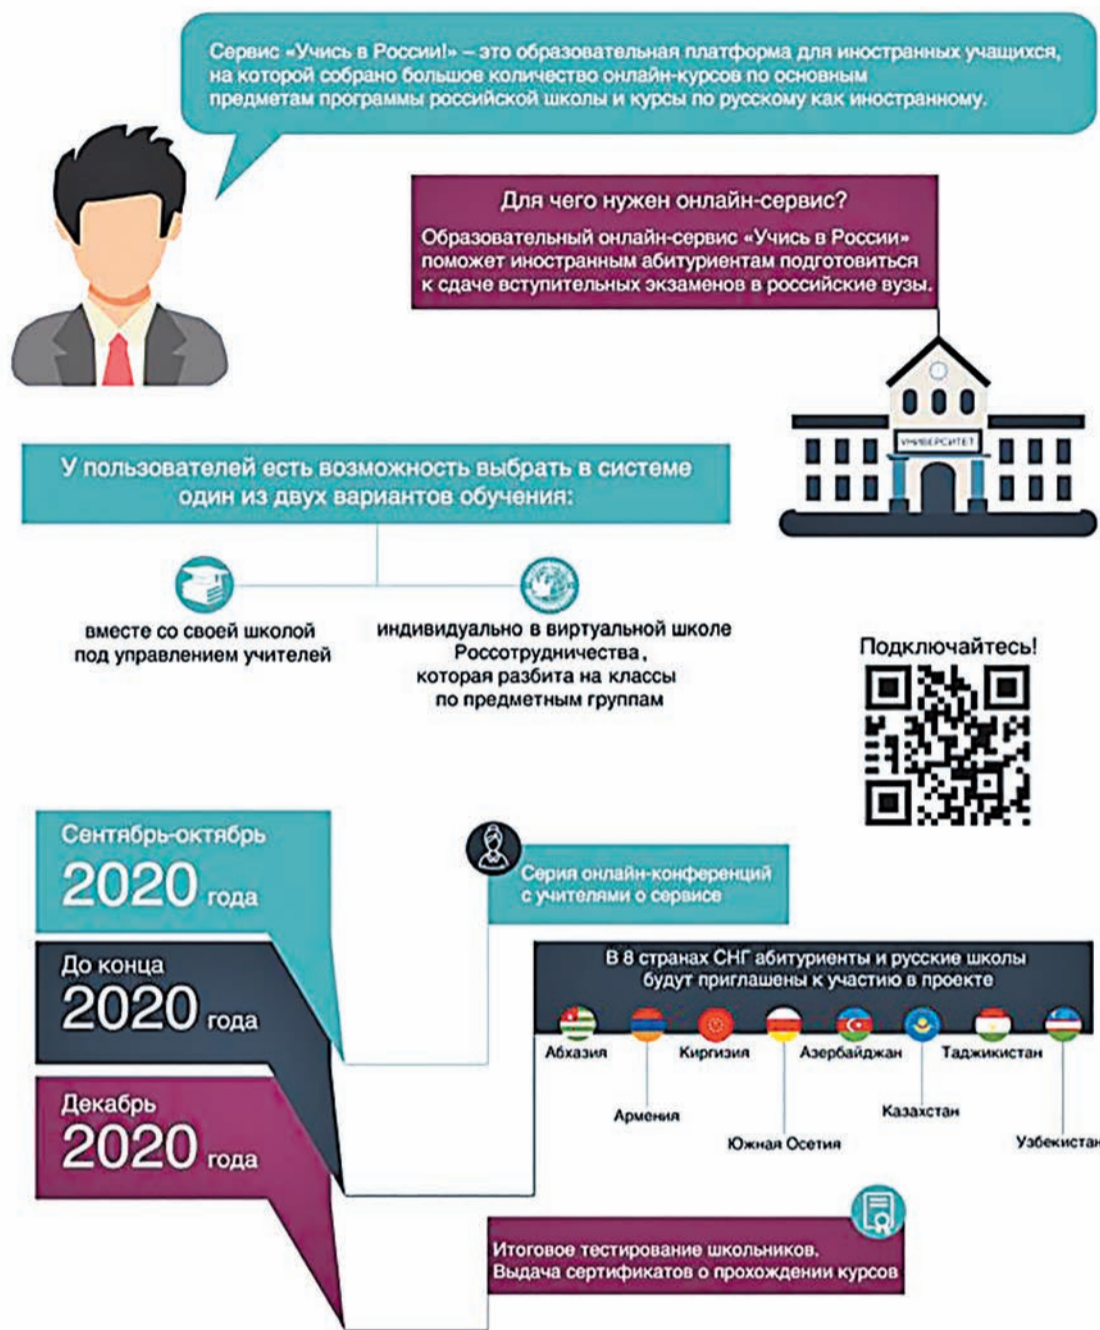 Сервис «Учись в России!» – это образовательная платформа для иностранных учащихся,
на которой собрано большое количество онлайн-курсов по основным
предметам программы российской школы и курсы по русскому как иностранному.
Для чего нужен онлайн-сервис?
Образовательный онлайн-сервис «Учись в России»
поможет иностранным абитуриентам подготовиться
к сдаче вступительных экзаменов в российские вузы.
УНИВЕРСИТЕТ
У пользователей есть возможность выбрать в системе
один из двух вариантов обучения:
вместе со своей школой
под управлением учителей
индивидуально в виртуальной школе
Россотрудничества,
которая разбита на классы
по предметным группам
Подключайтесь!
Сентябрь-октябрь
2020 года
Серия онлайн-конференций
с учителями о сервисе
До конца
2020 года
В 8 странах СНГ абитуриенты и русские школы
будут приглашены к участию в проекте
Абхазия
Армения
Киргизия
Южная Осетия
Азербайджан
Казахстан
Таджикистан
Узбекистан
Декабрь
2020 года
Итоговое тестирование школьников.
Выдача сертификатов о прохождении курсов